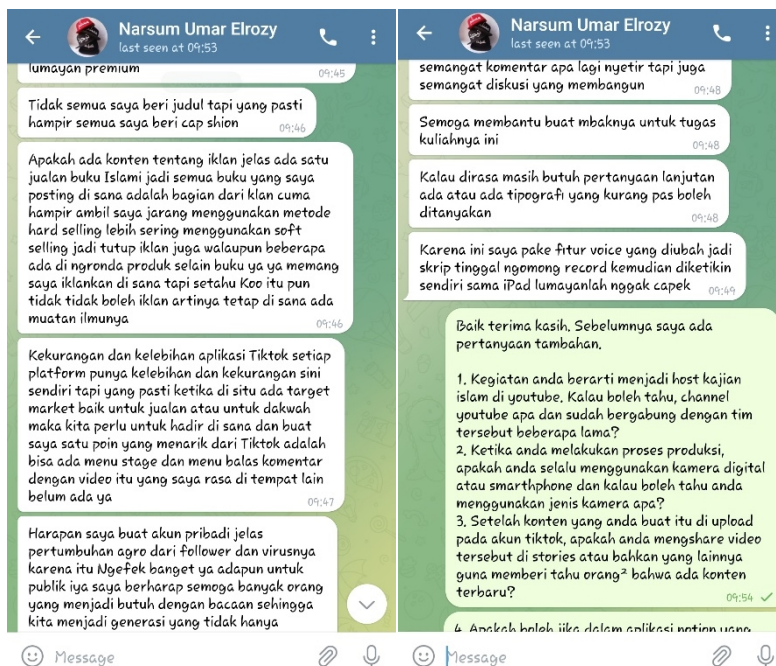 Narsum Umar Elrozy
last seen at 09:53
lumayan premium
09:45
Tidak semua saya beri judul tapi yang pasti
hampir semua saya beri cap shion
09:46
Apakah ada konten tentang iklan jelas ada satu
jualan buku Islami jadi semua buku yang saya
posting di sana adalah bagian dari klan cuma
hampir ambil saya jarang menggunakan metode
hard selling lebih sering menggunakan soft
selling jadi tutup iklan juga walaupun beberapa
ada di ngronda produk selain buku ya ya memang
saya iklankan di sana tapi setahu Koo itu pun
tidak tidak boleh iklan artinya tetap di sana ada
muatan ilmunya
09:46
Kekurangan dan kelebihan aplikasi Tiktok setiap
platform punya kelebihan dan kekurangan sini
sendiri tapi yang pasti ketika di situ ada target
market baik untuk jualan atau untuk dakwah
maka kita perlu untuk hadir di sana dan buat
saya satu poin yang menarik dari Tiktok adalah
bisa ada menu stage dan menu balas komentar
dengan video itu yang saya rasa di tempat lain
belum ada ya
09:47
Harapan saya buat akun pribadi jelas
pertumbuhan agro dari follower dan virusnya
karena itu Ngefek banget ya adapun untuk
publik iya saya berharap semoga banyak orang
yang menjadi butuh dengan bacaan sehingga
kita menjadi generasi yang tidak hanya
Message
Narsum Umar Elrozy
last seen at 09:53
semangat komentar apa lagi nyetir tapi juga
semangat diskusi yang membangun
09:48
Semoga membantu buat mbaknya untuk tugas
kuliahnya ini
09:48
Kalau dirasa masih butuh pertanyaan lanjutan
ada atau ada tipografi yang kurang pas boleh
ditanyakan
09:48
Karena ini saya pake fitur voice yang diubah jadi
skrip tinggal ngomong record kemudian diketikin
sendiri sama iPad lumayanlah nggak capek
09:49
Baik terima kasih. Sebelumnya saya ada
pertanyaan tambahan.
1. Kegiatan anda berarti menjadi host kajian
islam di youtube. Kalau boleh tahu, channel
youtube apa dan sudah bergabung dengan tim
tersebut beberapa lama?
2. Ketika anda melakukan proses produksi,
apakah anda selalu menggunakan kamera digital
atau smarthphone dan kalau boleh tahu anda
menggunakan jenis kamera apa?
3. Setelah konten yang anda buat itu di upload
pada akun tiktok, apakah anda mengshare video
tersebut di stories atau bahkan yang lainnya
guna memberi tahu orang² bahwa ada konten
terbaru?
09:54
4. Apakah boleh jika dalam aplikasi notion yang
Message